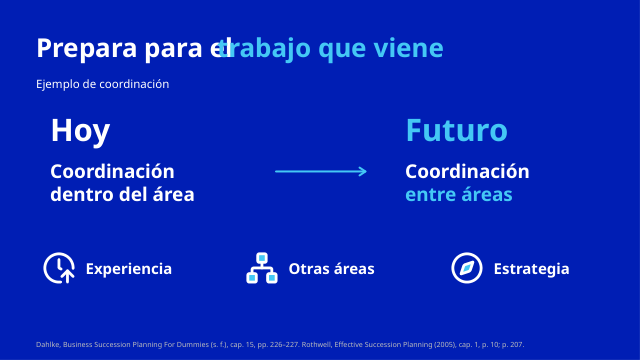 Prepara para el trabajo que viene
Ejemplo de coordinación
Hoy
Futuro
Coordinación
dentro del área
Coordinación
entre áreas
Experiencia
Otras áreas
Estrategia
Dahlke, Business Succession Planning For Dummies (s. f.), cap. 15, pp. 226–227. Rothwell, Effective Succession Planning (2005), cap. 1, p. 10; p. 207.